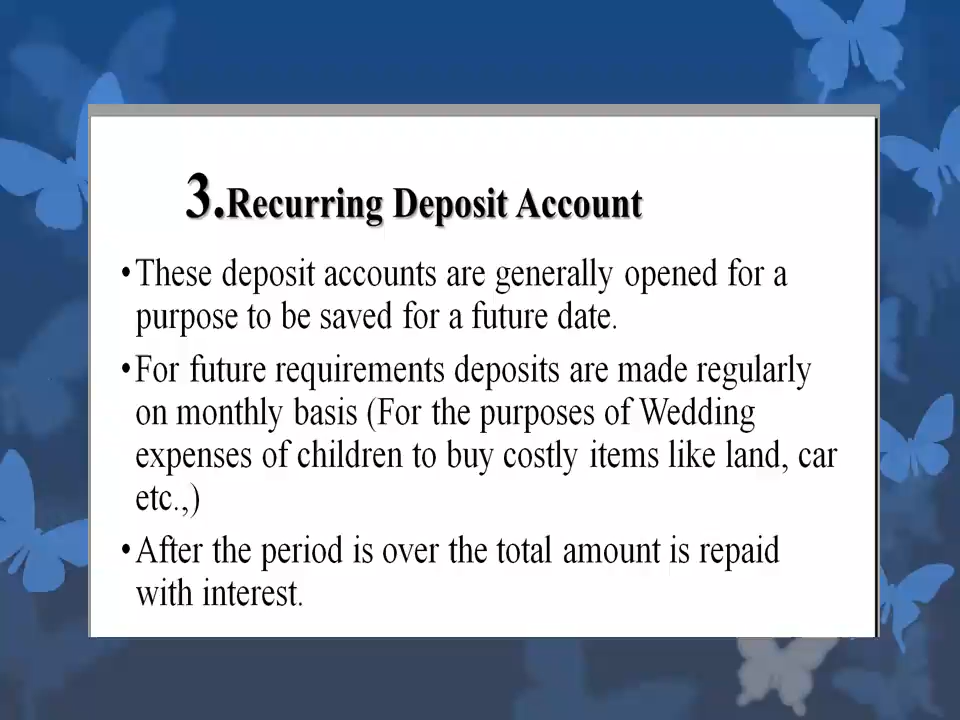 3.Recurring Deposit Account
•These deposit accounts are generally opened for a
purpose to be saved for a future date.
•For future requirements deposits are made regularly
on monthly basis (For the purposes of Wedding
expenses of children to buy costly items like land, car
etc.,)
•After the period is over the total amount is repaid
with interest.